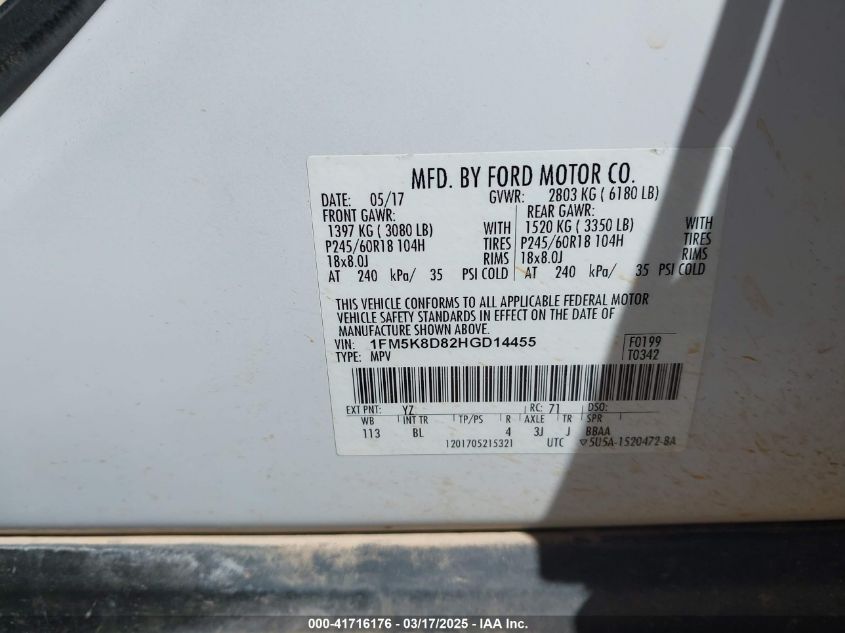 MFD. BY FORD MOTOR CO.
DATE: 05/17 GVWR: 2803 KG ( 6180 LB)
FRONT GAWR: REAR GAWR:
1397 KG ( 3080 LB) WITH 1520 KG ( 3350 LB) WITH
P245/60R18 104H TIRES P245/60R18 104H TIRES
18x8.0J RIMS 18x8.0J RIMS
AT 240 kPa/ 35 PSI COLD AT 240 kPa/ 35 PSI COLD
THIS VEHICLE CONFORMS TO ALL APPLICABLE FEDERAL MOTOR
VEHICLE SAFETY STANDARDS IN EFFECT ON THE DATE OF
MANUFACTURE SHOWN ABOVE.
VIN: 1FM5K8D82HGD14455 F0199
TYPE: MPV T0342
EXT PNT: YZ RC: 71 DSO:
WB INT TR TP/PS R AXLE TR SPR
113 BL 4 3J J BBAA
1201705215321 UTC ▽5U5A-1520472-8A
000-41716176 — 03/17/2025 — IAA Inc.